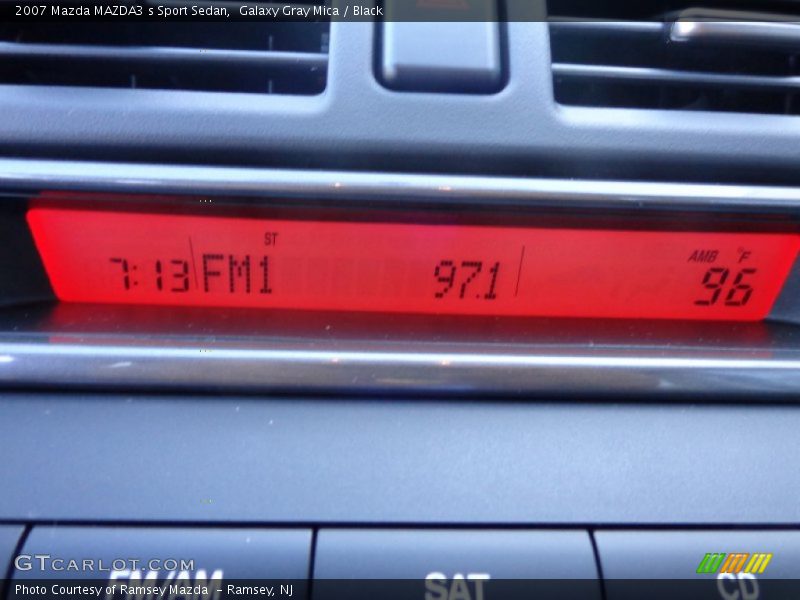 2007 Mazda MAZDA3 s Sport Sedan, Galaxy Gray Mica / Black
ST
AMB °F
7:13 FM1 97.1 96
FM/AM SAT CD
GTCARLOT.COM
Photo Courtesy of Ramsey Mazda - Ramsey, NJ